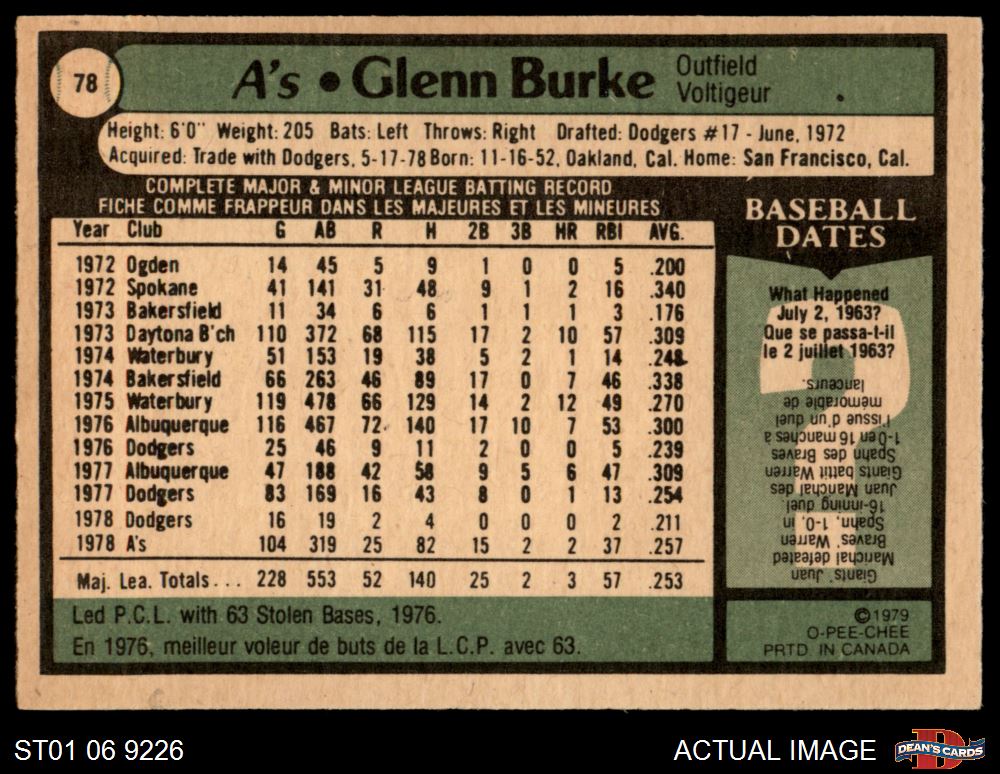 78
A's • Glenn Burke
Outfield
Voltigeur
Height: 6'0" Weight: 205 Bats: Left Throws: Right Drafted: Dodgers #17 - June, 1972
Acquired: Trade with Dodgers, 5-17-78 Born: 11-16-52, Oakland, Cal. Home: San Francisco, Cal.
COMPLETE MAJOR & MINOR LEAGUE BATTING RECORD
FICHE COMME FRAPPEUR DANS LES MAJEURES ET LES MINEURES
Year Club G AB R H 2B 3B HR RBI AVG.
1972 Ogden 14 45 5 9 1 0 0 5 .200
1972 Spokane 41 141 31 48 9 1 2 16 .340
1973 Bakersfield 11 34 6 6 1 1 1 3 .176
1973 Daytona B'ch 110 372 68 115 17 2 10 57 .309
1974 Waterbury 51 153 19 38 5 2 1 14 .248
1974 Bakersfield 66 263 46 89 17 0 7 46 .338
1975 Waterbury 119 478 66 129 14 2 12 49 .270
1976 Albuquerque 116 467 72 140 17 10 7 53 .300
1976 Dodgers 25 46 9 11 2 0 0 5 .239
1977 Albuquerque 47 188 42 58 9 5 6 47 .309
1977 Dodgers 83 169 16 43 8 0 1 13 .254
1978 Dodgers 16 19 2 4 0 0 0 2 .211
1978 A's 104 319 25 82 15 2 2 37 .257
Maj. Lea. Totals... 228 553 52 140 25 2 3 57 .253
Led P.C.L. with 63 Stolen Bases, 1976.
En 1976, meilleur voleur de buts de la L.C.P. avec 63.
BASEBALL
DATES
What Happened
July 2, 1963?
Que se passa-t-il
le 2 juillet 1963?
Giants' Juan
Marichal defeated
Braves' Warren
Spahn, 1-0, in
16-inning duel.
Juan Marichal des
Giants battit Warren
Spahn des Braves
1-0 en 16 manches à
l'issue d'un duel
mémorable de
lanceurs.
©1979
O-PEE-CHEE
PRTD IN CANADA
ST01 06 9226
ACTUAL IMAGE
D
DEAN'S CARDS